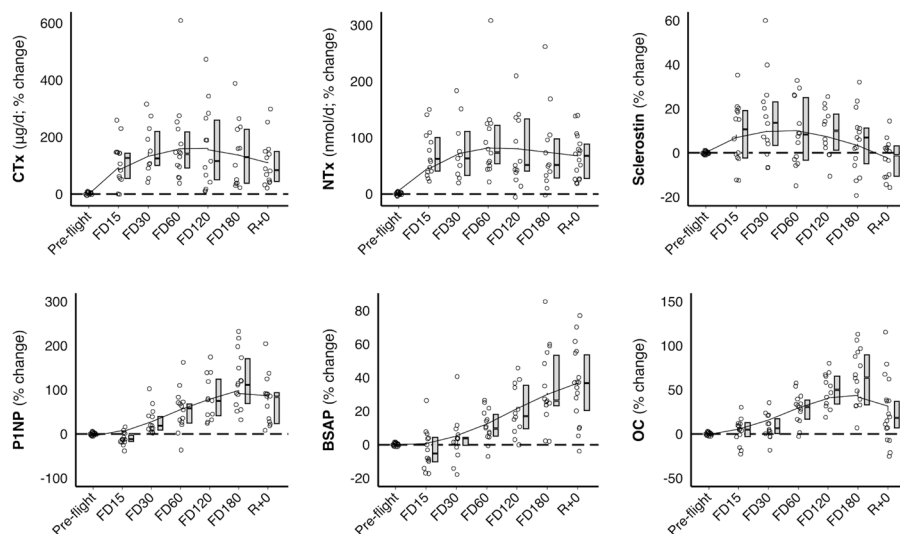 CTx (µg/d; % change)
600
400
200
0
Pre-flight
FD15
FD30
FD60
FD120
FD180
R+0
NTx (nmol/d; % change)
300
200
100
0
Pre-flight
FD15
FD30
FD60
FD120
FD180
R+0
Sclerostin (% change)
60
40
20
0
-20
Pre-flight
FD15
FD30
FD60
FD120
FD180
R+0
P1NP (% change)
300
200
100
0
-100
Pre-flight
FD15
FD30
FD60
FD120
FD180
R+0
BSAP (% change)
80
60
40
20
0
-20
Pre-flight
FD15
FD30
FD60
FD120
FD180
R+0
OC (% change)
150
100
50
0
-50
Pre-flight
FD15
FD30
FD60
FD120
FD180
R+0